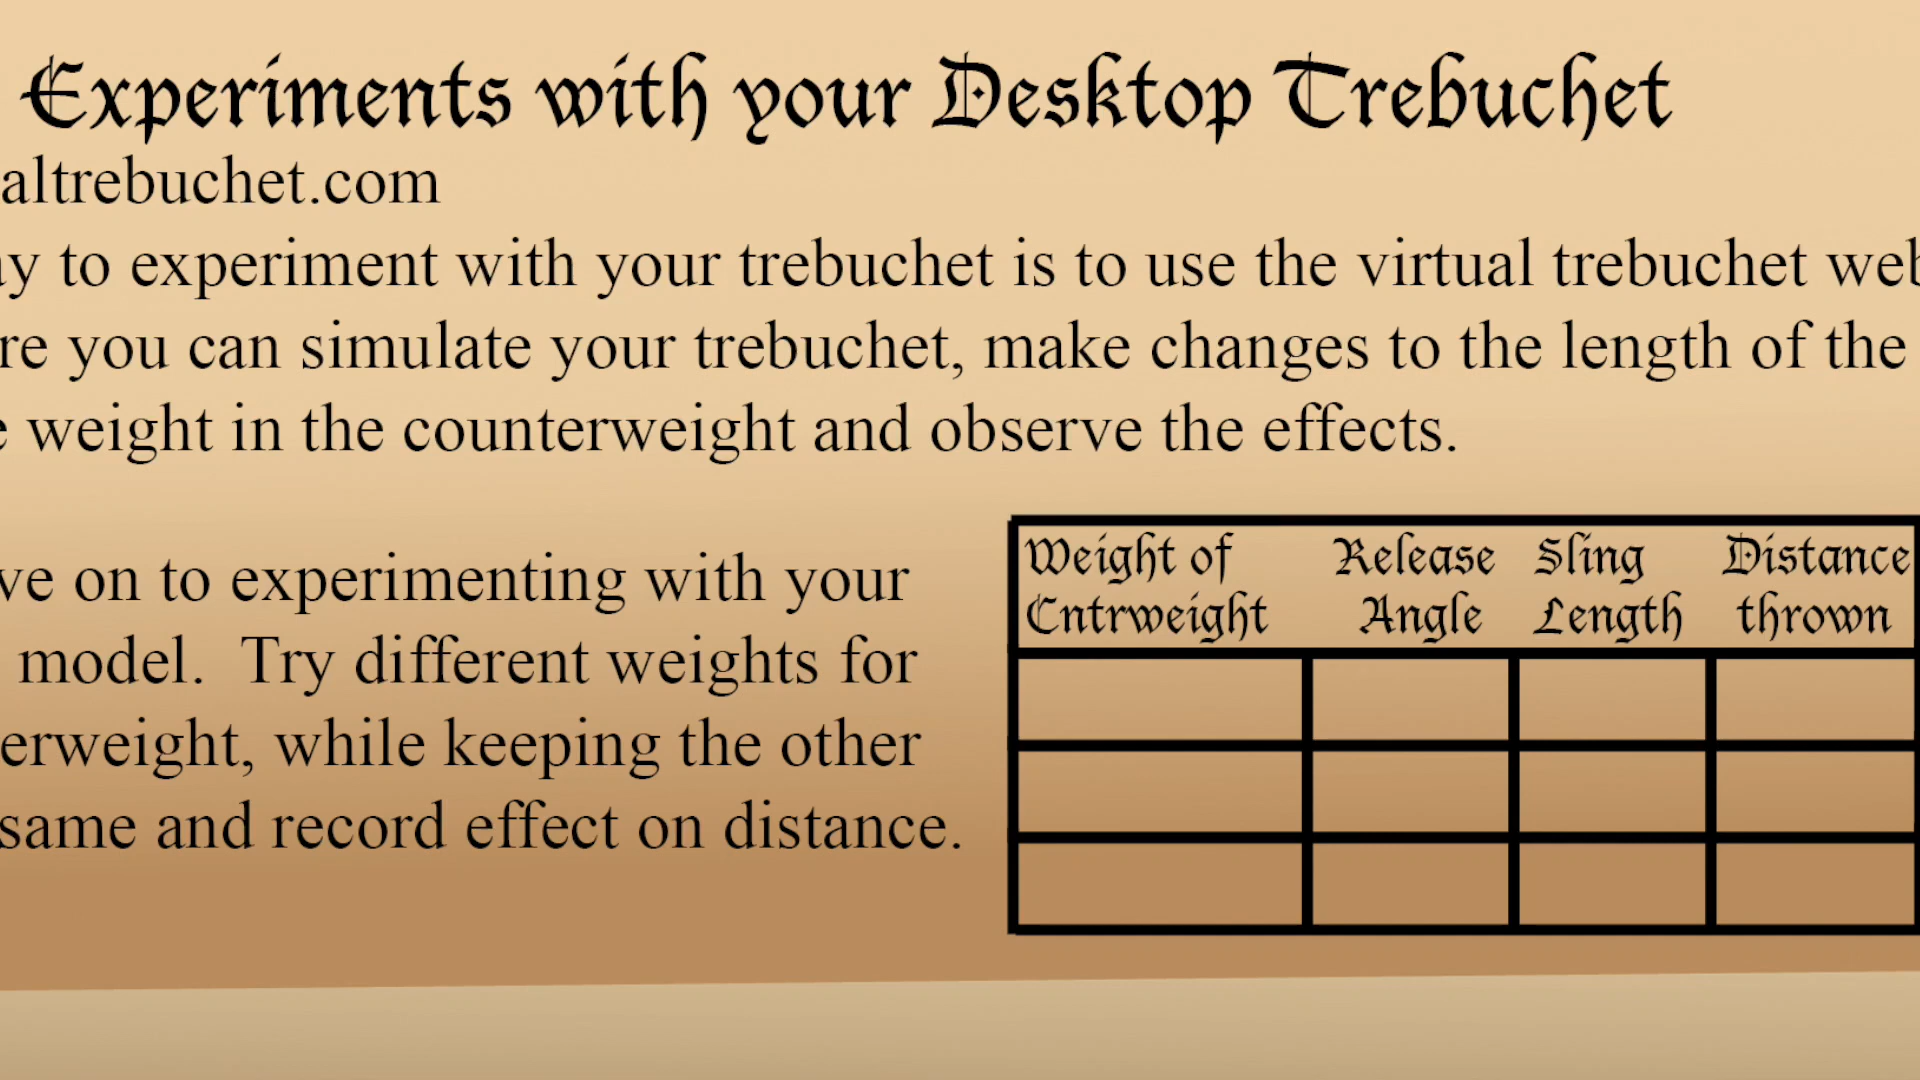 Experiments with your Desktop Trebuchet
altrebuchet.com
to experiment with your trebuchet is to use the virtual trebuchet
you can simulate your trebuchet, make changes to the length of the
weight in the counterweight and observe the effects.
on to experimenting with your
model. Try different weights for
erweight, while keeping the other
same and record effect on distance.
Weight of Release Sling Distance
Cntrweight Angle Length thrown